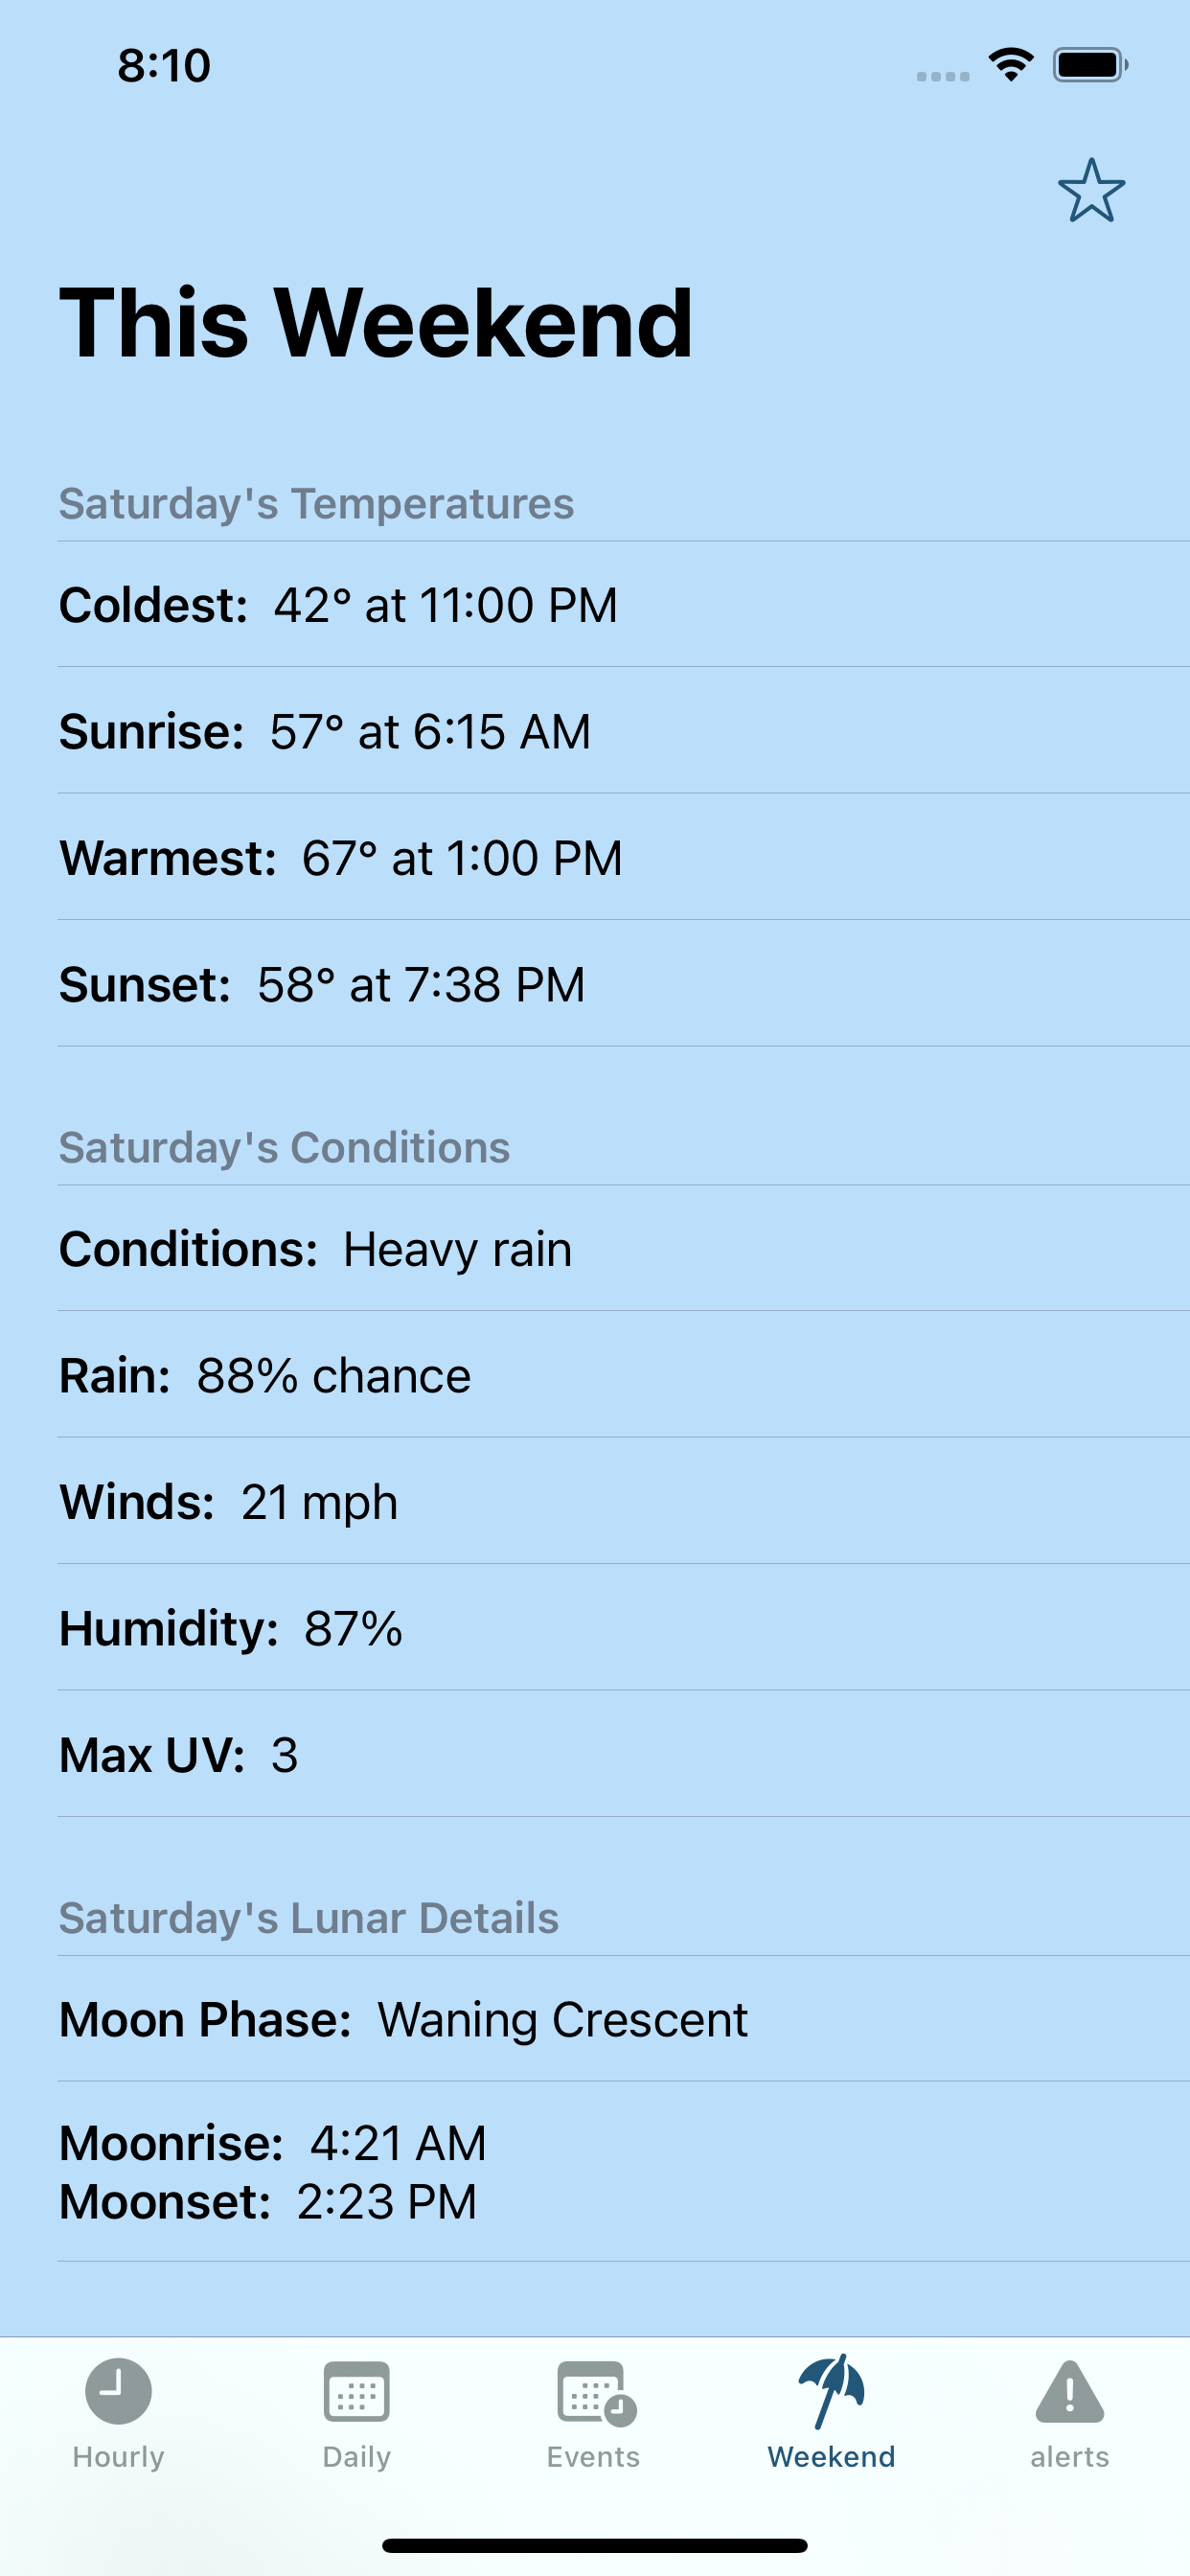 8:10
This Weekend
Saturday's Temperatures
Coldest: 42° at 11:00 PM
Sunrise: 57° at 6:15 AM
Warmest: 67° at 1:00 PM
Sunset: 58° at 7:38 PM
Saturday's Conditions
Conditions: Heavy rain
Rain: 88% chance
Winds: 21 mph
Humidity: 87%
Max UV: 3
Saturday's Lunar Details
Moon Phase: Waning Crescent
Moonrise: 4:21 AM
Moonset: 2:23 PM
Hourly Daily Events Weekend alerts